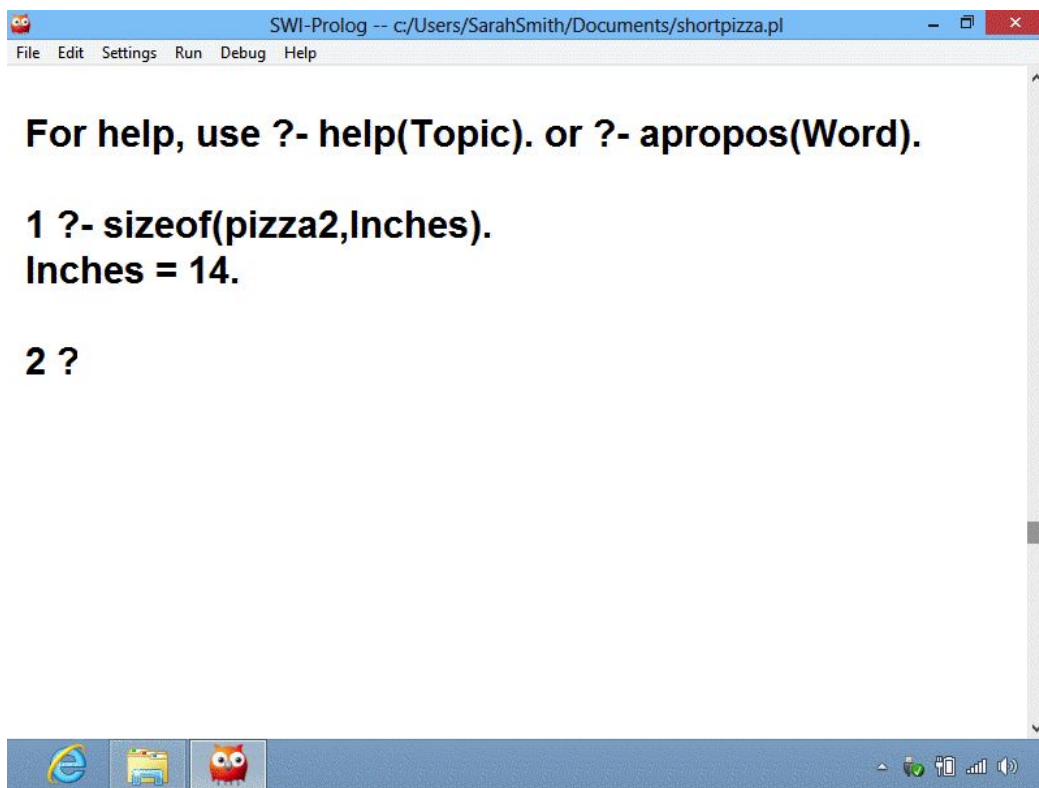 SWI-Prolog -- c:/Users/SarahSmith/Documents/shortpizza.pl
File Edit Settings Run Debug Help
For help, use ?- help(Topic). or ?- apropos(Word).
1 ?- sizeof(pizza2,Inches).
Inches = 14.
2 ?